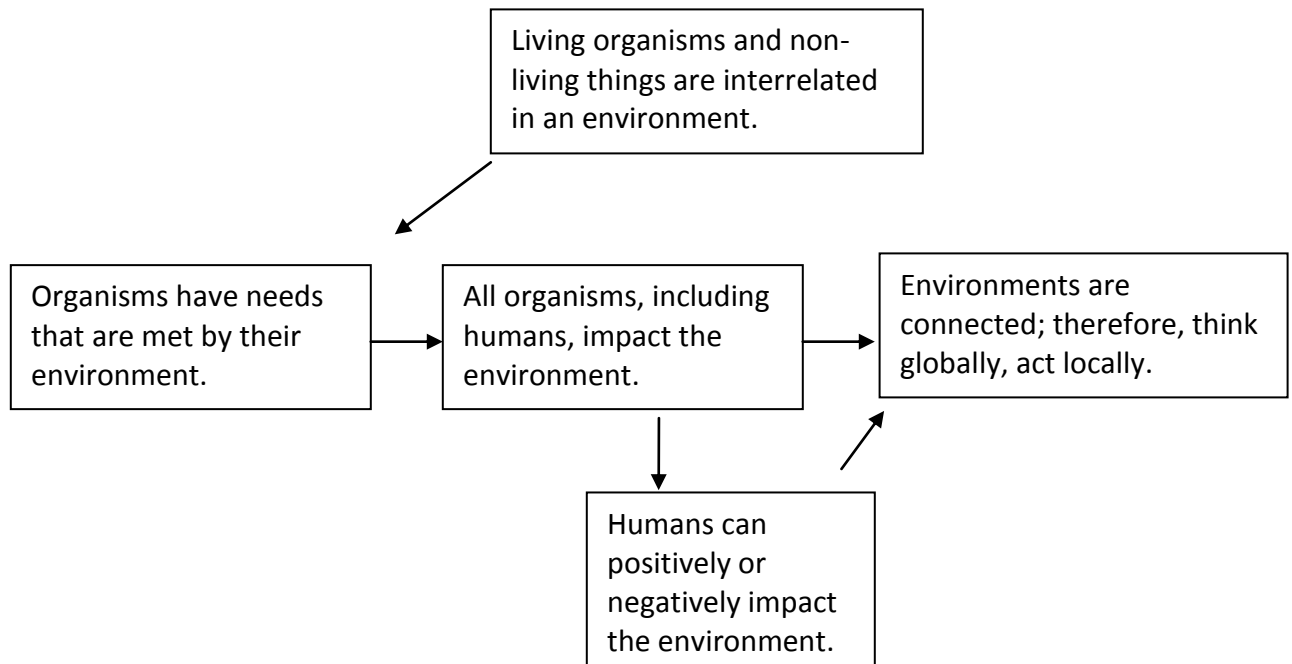 Living organisms and non-
living things are interrelated
in an environment.
Organisms have needs
that are met by their
environment.
All organisms, including
humans, impact the
environment.
Environments are
connected; therefore, think
globally, act locally.
Humans can
positively or
negatively impact
the environment.